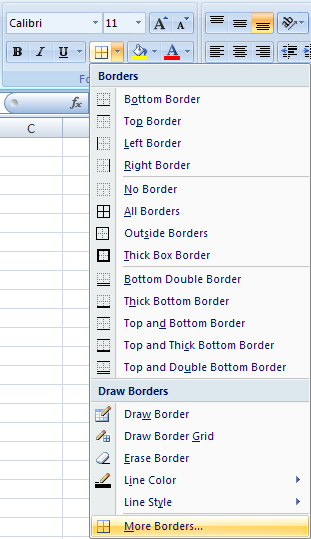 Calibri 11
B I U A
Fo
fx
C
Borders
Bottom Border
Top Border
Left Border
Right Border
No Border
All Borders
Outside Borders
Thick Box Border
Bottom Double Border
Thick Bottom Border
Top and Bottom Border
Top and Thick Bottom Border
Top and Double Bottom Border
Draw Borders
Draw Border
Draw Border Grid
Erase Border
Line Color
Line Style
More Borders...